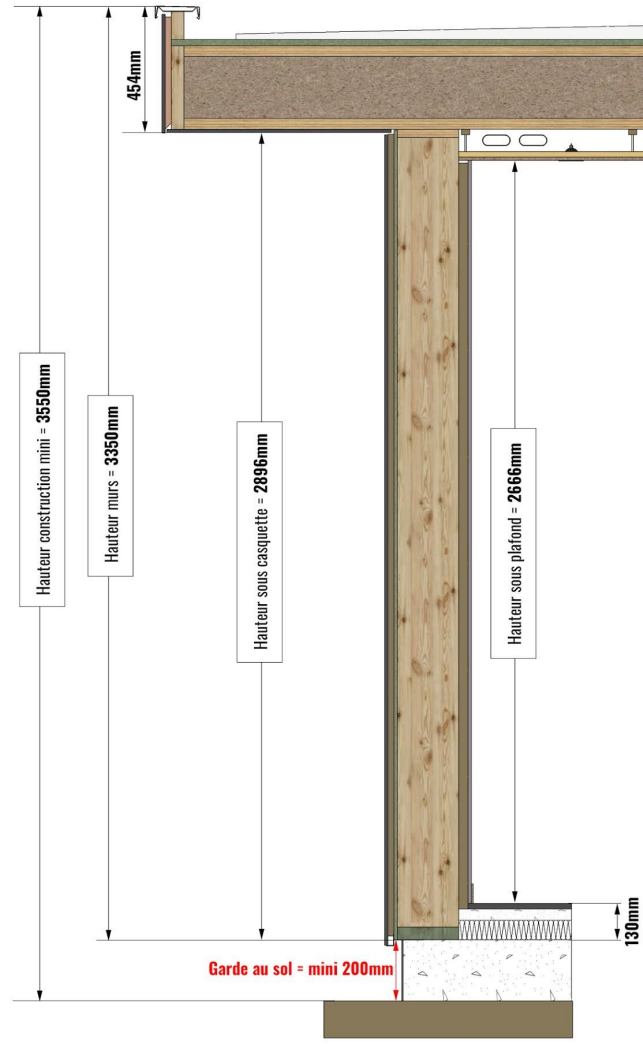 454mm
Hauteur construction mini = 3550mm
Hauteur murs = 3350mm
Hauteur sous casquette = 2896mm
Hauteur sous plafond = 2666mm
130mm
Garde au sol = mini 200mm